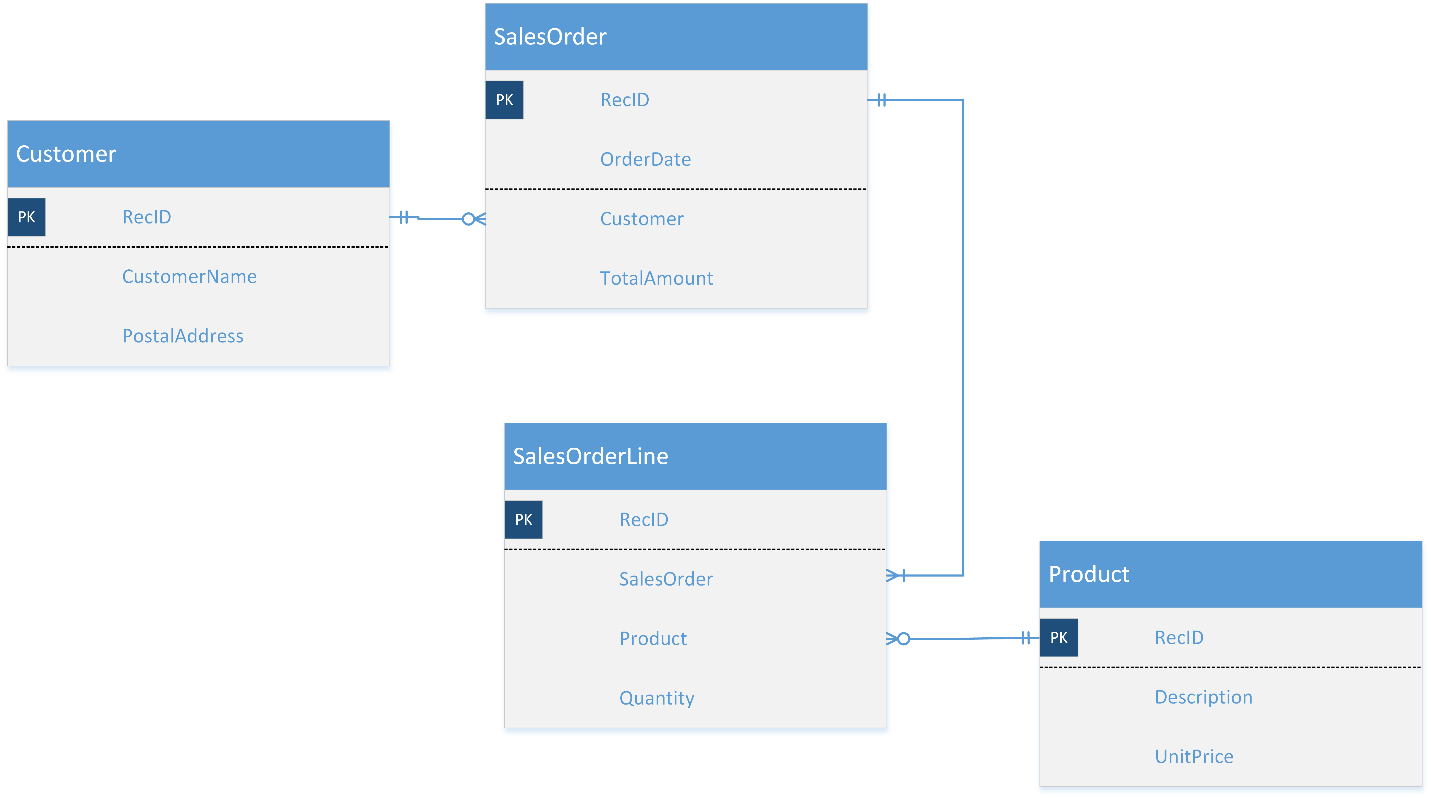 SalesOrder
PK RecID
OrderDate
Customer
TotalAmount
Customer
PK RecID
CustomerName
PostalAddress
SalesOrderLine
PK RecID
SalesOrder
Product
Quantity
Product
PK RecID
Description
UnitPrice